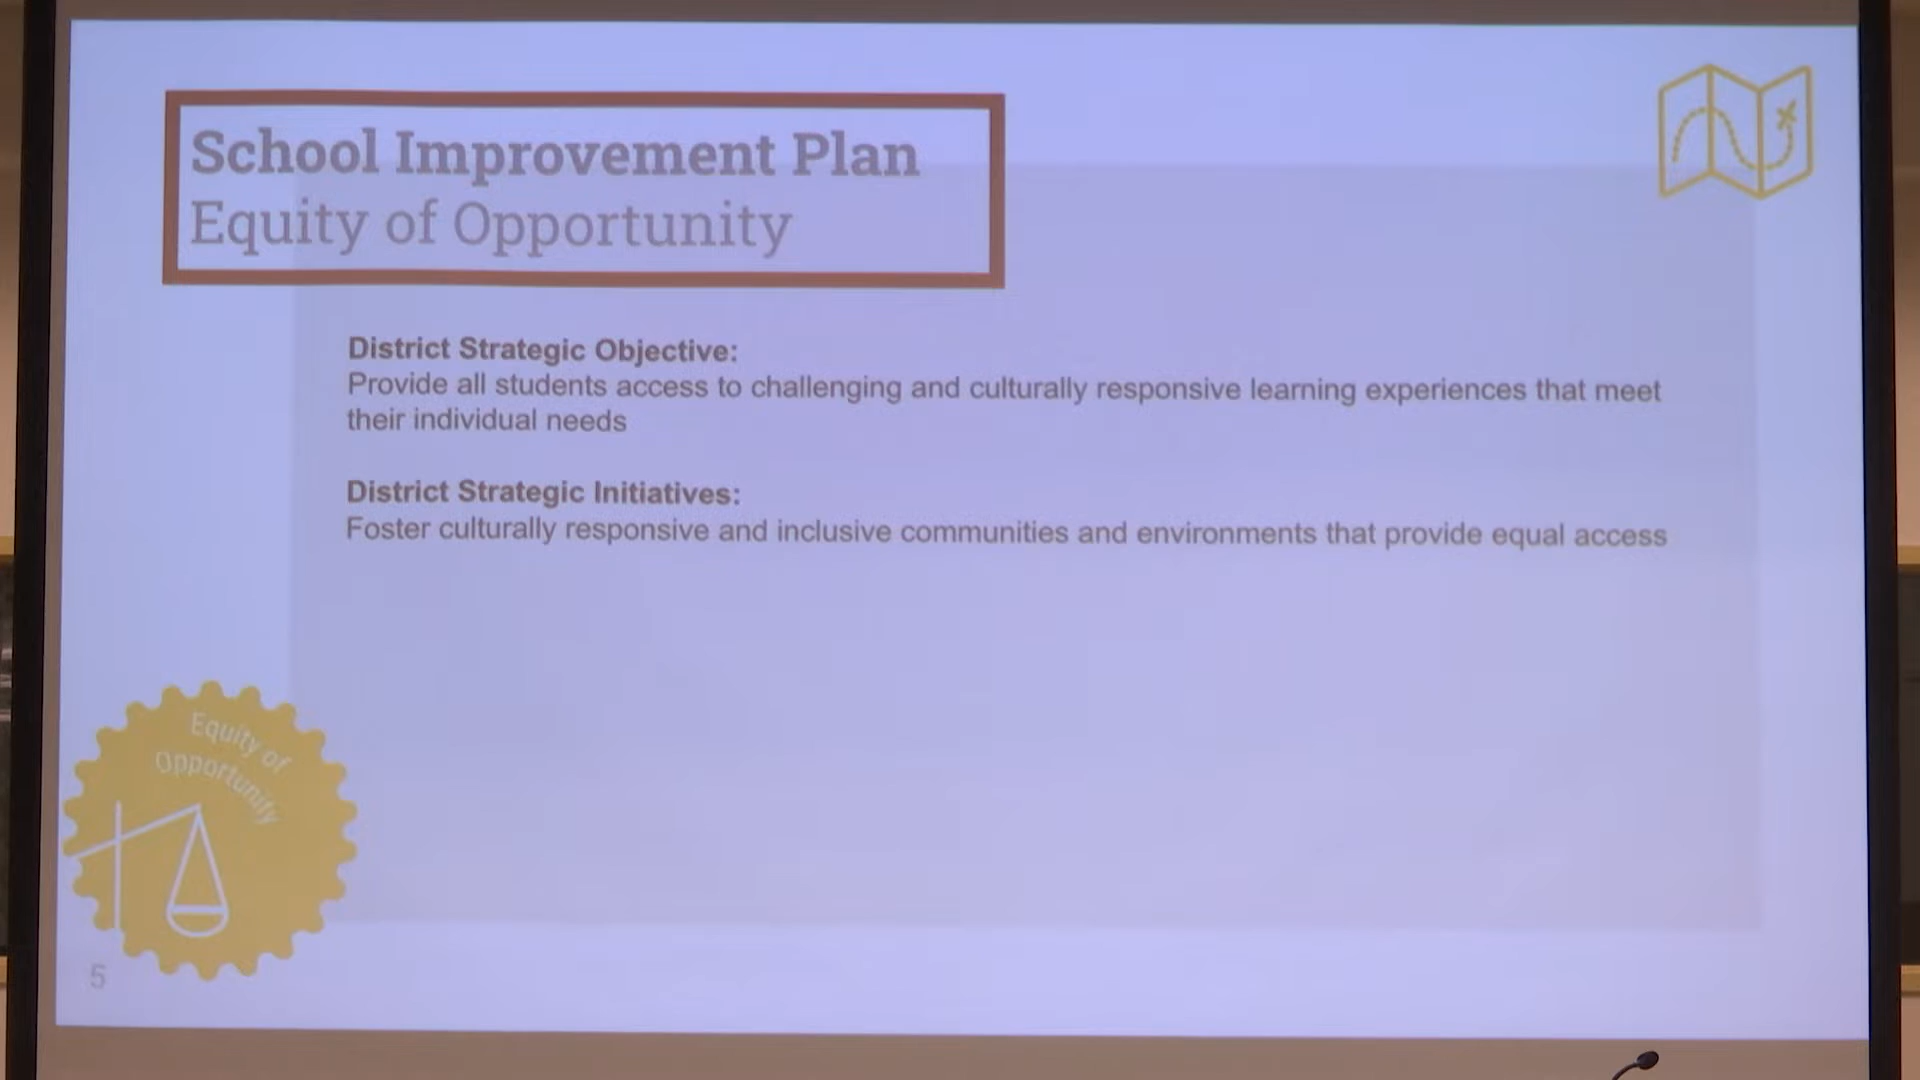 School Improvement Plan
Equity of Opportunity
District Strategic Objective:
Provide all students access to challenging and culturally responsive learning experiences that meet
their individual needs
District Strategic Initiatives:
Foster culturally responsive and inclusive communities and environments that provide equal access
Equity of
Opportunity
5